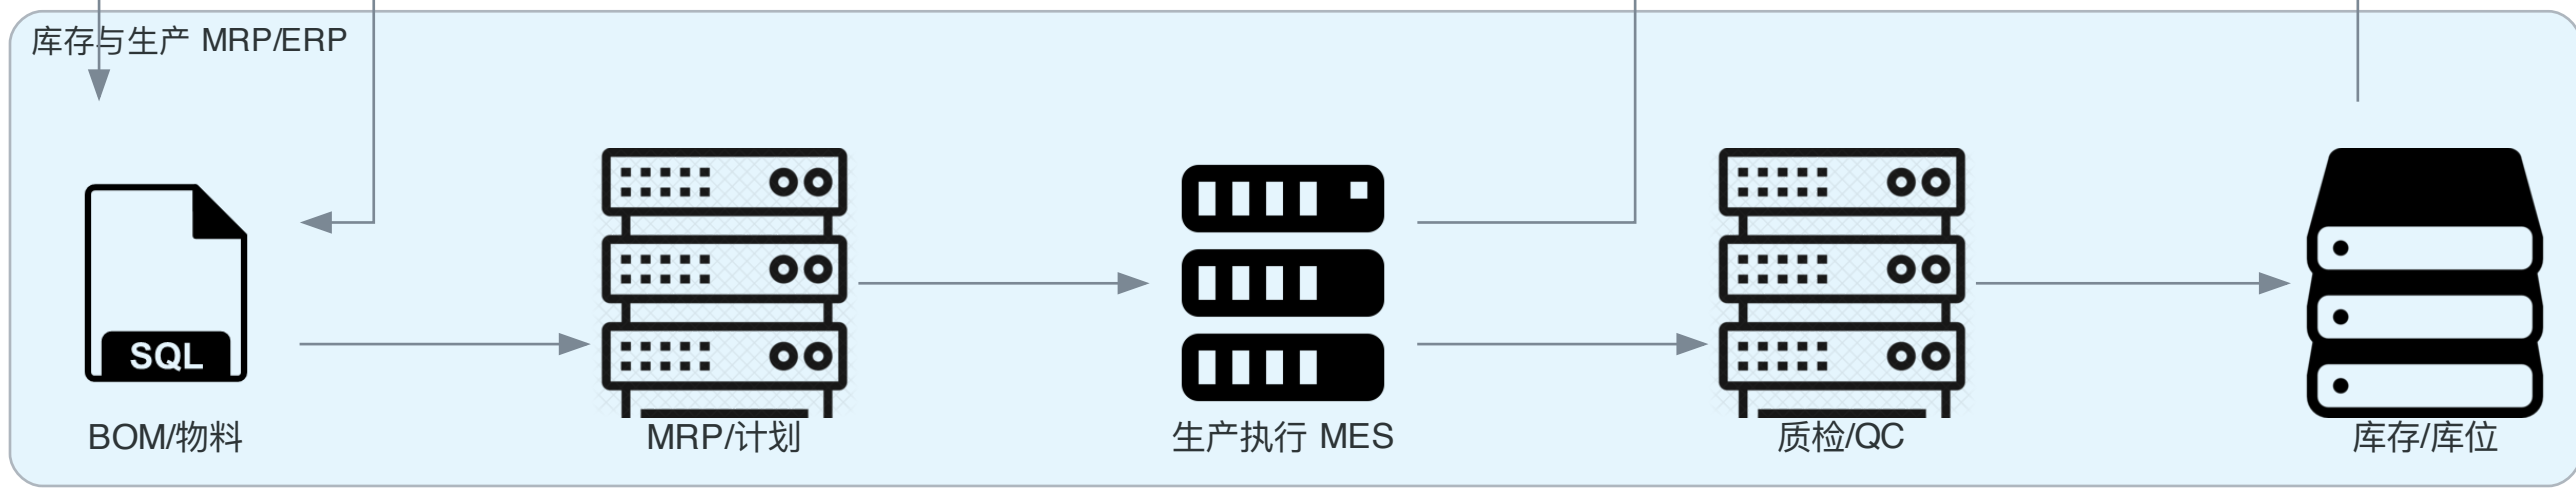 库存与生产 MRP/ERP
SQL
BOM/物料
MRP/计划
生产执行 MES
质检/QC
库存/库位